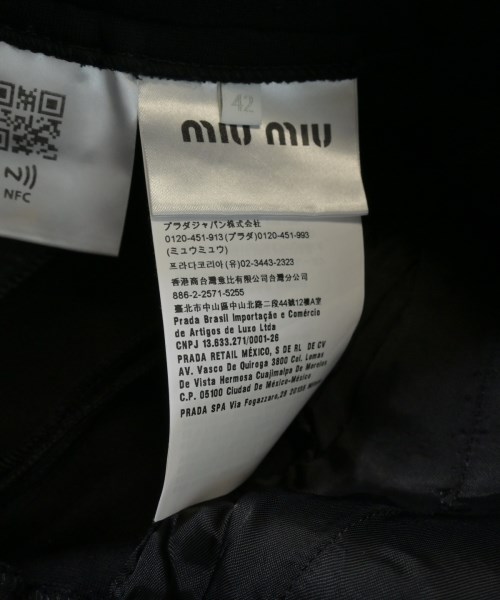 42
miu miu
NFC
プラダジャパン株式会社
0120-451-913(プラダ)0120-451-993
(ミュウミュウ)
프라다코리아(유)02-3443-2323
香港商台灣普比有限公司台灣分公司
886-2-2571-5255
臺北市中山區中山北路二段44號12樓A室
Prada Brasil Importação e Comércio
de Artigos de Luxo Ltda
CNPJ 13.633.271/0001-26
PRADA RETAIL MÉXICO, S DE RL DE CV
AV. Vasco De Quiroga 3800 Col. Lomas
De Vista Hermosa Cuajimalpa De Morelos
C.P. 05100 Ciudad De México-México
PRADA SPA Via Fogazzaro,28 20135